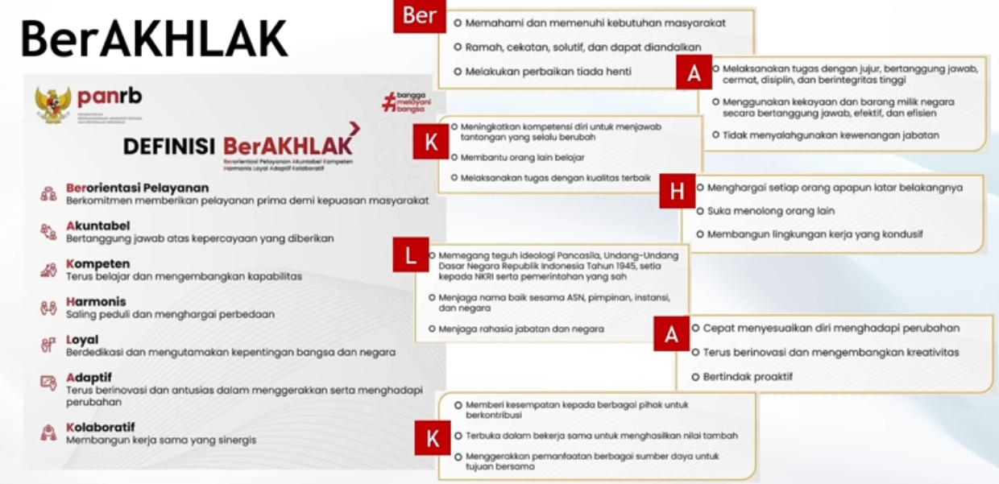 BerAKHLAK
panrb
#bangga
melayani
bangsa
DEFINISI BerAKHLAK
Berorientasi Pelayanan Akuntabel Kompeten
Harmonis Loyal Adaptif Kolaboratif
Berorientasi Pelayanan
Berkomitmen memberikan pelayanan prima demi kepuasan masyarakat
Akuntabel
Bertanggung jawab atas kepercayaan yang diberikan
Kompeten
Terus belajar dan mengembangkan kapabilitas
Harmonis
Saling peduli dan menghargai perbedaan
Loyal
Berdedikasi dan mengutamakan kepentingan bangsa dan negara
Adaptif
Terus berinovasi dan antusias dalam menggerakkan serta menghadapi
perubahan
Kolaboratif
Membangun kerja sama yang sinergis
Ber
Memahami dan memenuhi kebutuhan masyarakat
Ramah, cekatan, solutif, dan dapat diandalkan
Melakukan perbaikan tiada henti
A
Melaksanakan tugas dengan jujur, bertanggung jawab,
cermat, disiplin, dan berintegritas tinggi
Menggunakan kekayaan dan barang milik negara
secara bertanggung jawab, efektif, dan efisien
Tidak menyalahgunakan kewenangan jabatan
K
Meningkatkan kompetensi diri untuk menjawab
tantangan yang selalu berubah
Membantu orang lain belajar
Melaksanakan tugas dengan kualitas terbaik
H
Menghargai setiap orang apapun latar belakangnya
Suka menolong orang lain
Membangun lingkungan kerja yang kondusif
L
Memegang teguh ideologi Pancasila, Undang-Undang
Dasar Negara Republik Indonesia Tahun 1945, setia
kepada NKRI serta pemerintahan yang sah
Menjaga nama baik sesama ASN, pimpinan, instansi,
dan negara
Menjaga rahasia jabatan dan negara
A
Cepat menyesuaikan diri menghadapi perubahan
Terus berinovasi dan mengembangkan kreativitas
Bertindak proaktif
K
Memberi kesempatan kepada berbagai pihak untuk
berkontribusi
Terbuka dalam bekerja sama untuk menghasilkan nilai tambah
Menggerakkan pemanfaatan berbagai sumber daya untuk
tujuan bersama